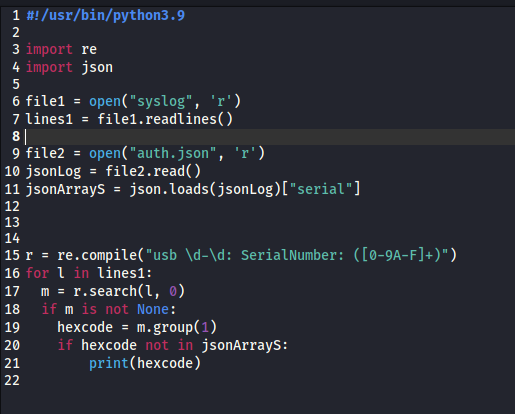 1 #!/usr/bin/python3.9
2
3 import re
4 import json
5
6 file1 = open("syslog", 'r')
7 lines1 = file1.readlines()
8
9 file2 = open("auth.json", 'r')
10 jsonLog = file2.read()
11 jsonArrayS = json.loads(jsonLog)["serial"]
12
13
14
15 r = re.compile("usb \d-\d: SerialNumber: ([0-9A-F]+)")
16 for l in lines1:
17   m = r.search(l, 0)
18   if m is not None:
19     hexcode = m.group(1)
20     if hexcode not in jsonArrayS:
21         print(hexcode)
22